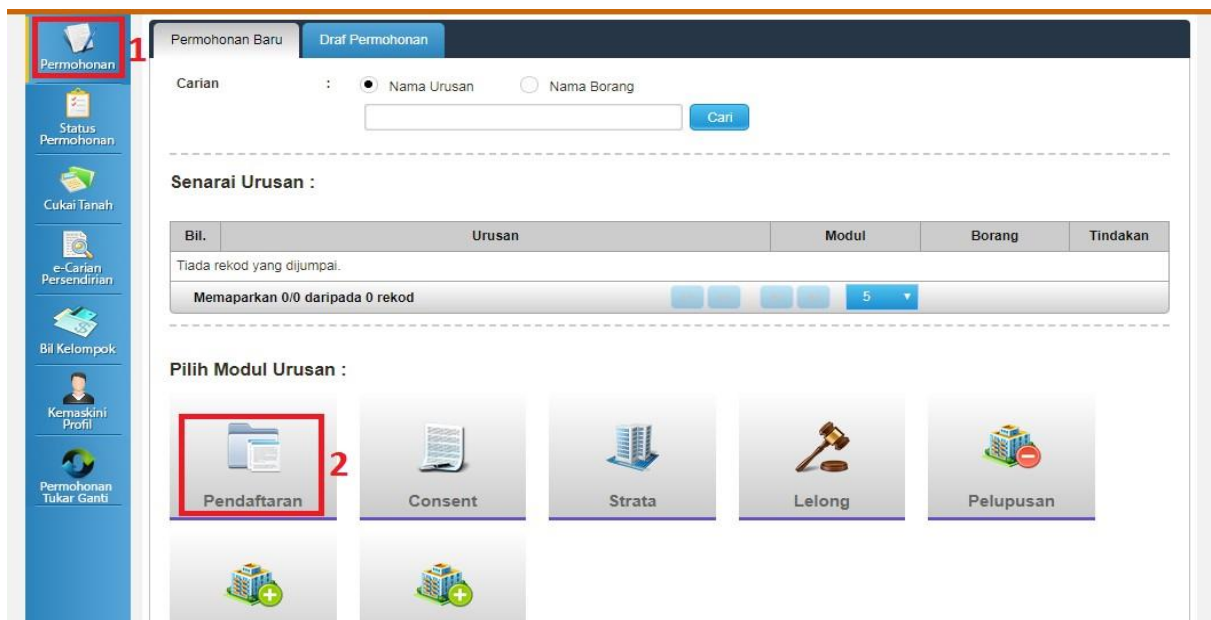 Permohonan
1
Status
Permohonan
Cukai Tanah
e-Carian
Persendirian
Bil Kelompok
Kemaskini
Profil
Permohonan
Tukar Ganti
Permohonan Baru
Draf Permohonan
Carian : Nama Urusan Nama Borang
Cari
Senarai Urusan :
Bil. Urusan Modul Borang Tindakan
Tiada rekod yang dijumpai.
Memaparkan 0/0 daripada 0 rekod 5
Pilih Modul Urusan :
2
Pendaftaran Consent Strata Lelong Pelupusan